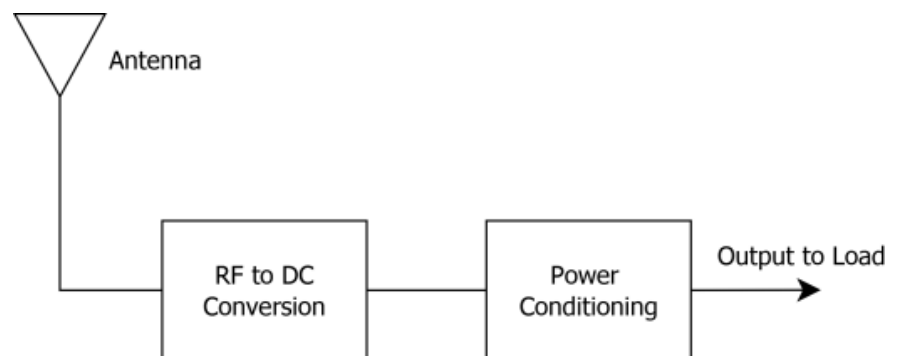 Antenna
RF to DC
Conversion
Power
Conditioning
Output to Load